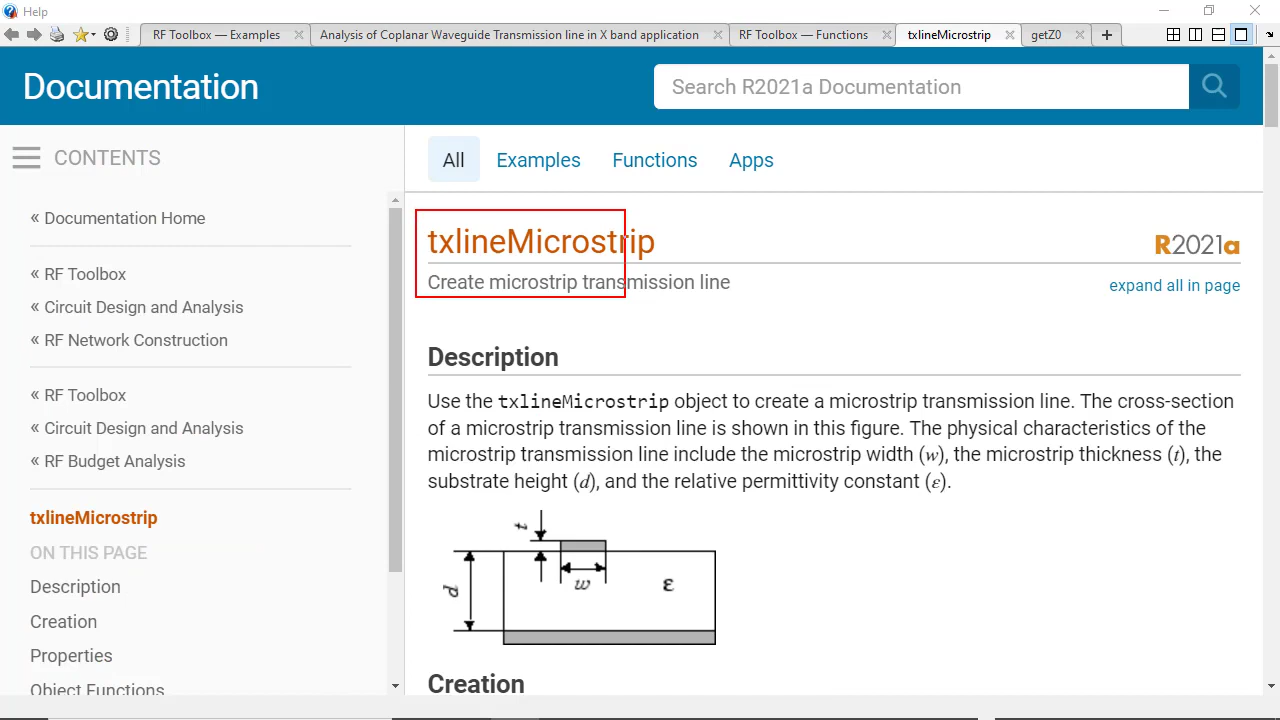 Help
RF Toolbox — Examples
Analysis of Coplanar Waveguide Transmission line in X band application
RF Toolbox — Functions
txlineMicrostrip
getZ0
Documentation
Search R2021a Documentation
CONTENTS
« Documentation Home
« RF Toolbox
« Circuit Design and Analysis
« RF Network Construction
« RF Toolbox
« Circuit Design and Analysis
« RF Budget Analysis
txlineMicrostrip
ON THIS PAGE
Description
Creation
Properties
Object Functions
All
Examples
Functions
Apps
txlineMicrostrip
R2021a
Create microstrip transmission line
expand all in page
Description
Use the txlineMicrostrip object to create a microstrip transmission line. The cross-section
of a microstrip transmission line is shown in this figure. The physical characteristics of the
microstrip transmission line include the microstrip width (w), the microstrip thickness (t), the
substrate height (d), and the relative permittivity constant (ε).
t
d
w
ε
Creation